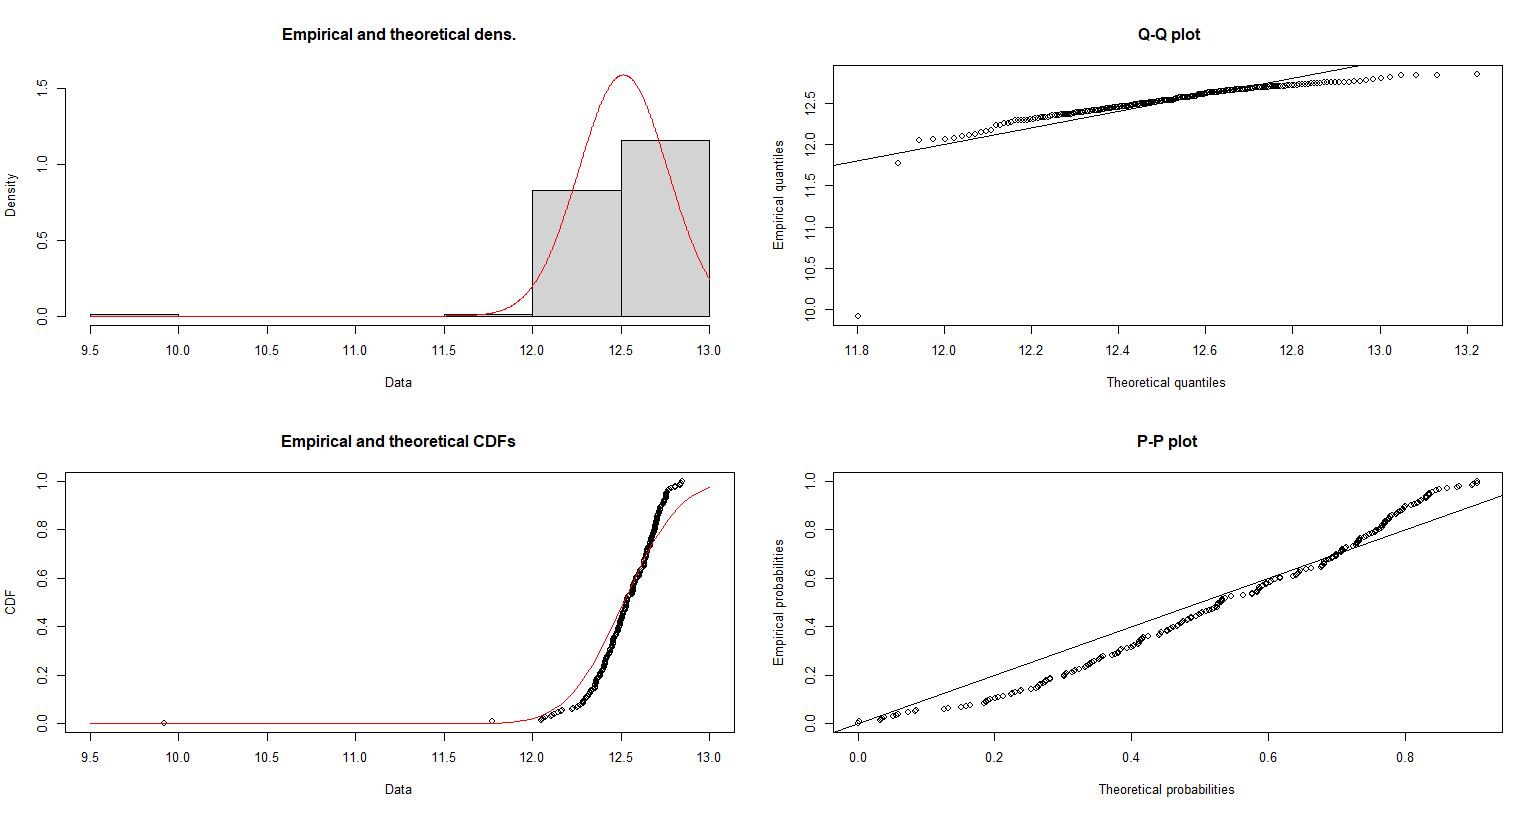 Empirical and theoretical dens.
Density
0.0 0.5 1.0 1.5
9.5 10.0 10.5 11.0 11.5 12.0 12.5 13.0
Data
Q-Q plot
Empirical quantiles
10.0 10.5 11.0 11.5 12.0 12.5
11.8 12.0 12.2 12.4 12.6 12.8 13.0 13.2
Theoretical quantiles
Empirical and theoretical CDFs
CDF
0.0 0.2 0.4 0.6 0.8 1.0
9.5 10.0 10.5 11.0 11.5 12.0 12.5 13.0
Data
P-P plot
Empirical probabilities
0.0 0.2 0.4 0.6 0.8 1.0
0.0 0.2 0.4 0.6 0.8
Theoretical probabilities